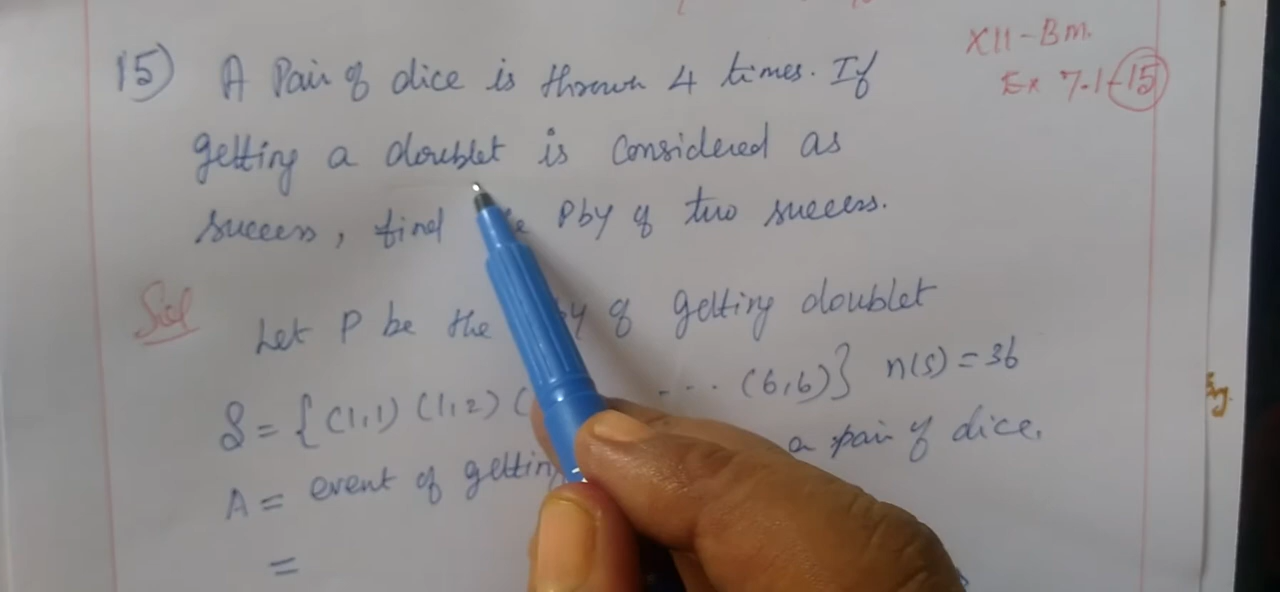 XII-Bm.
15) A Pair of dice is thrown 4 times. If
Ex 7.1-15
getting a doublet is considered as
success, find Pby of two success.
Sol
Let P be the of getting doublet
S = { (1,1) (1,2) ( ... (6,6)} n(s) = 36
A = event of getting a pair of dice.
=